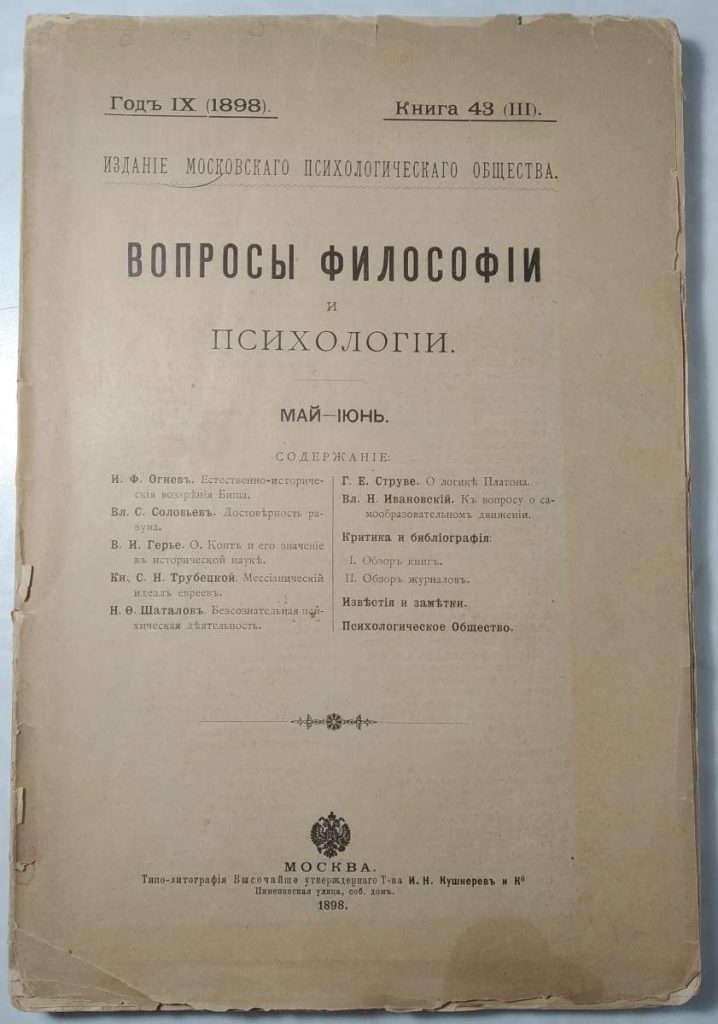 Годъ IX (1898).
Книга 43 (III).
ИЗДАНІЕ МОСКОВСКАГО ПСИХОЛОГИЧЕСКАГО ОБЩЕСТВА.
ВОПРОСЫ ФИЛОСОФІИ
И
ПСИХОЛОГІИ.
МАЙ—ІЮНЬ.
СОДЕРЖАНІЕ:
И. Ф. Огневъ. Естественно-историче-
скія воззрѣнія Биша.
Вл. С. Соловьевъ. Достовѣрность ра-
зума.
В. И. Герье. О. Контъ и его значеніе
въ исторической наукѣ.
Кн. С. Н. Трубецкой. Мессіаническій
идеалъ евреевъ.
Н. Ѳ. Шаталовъ. Безсознательная пси-
хическая дѣятельность.
Г. Е. Струве. О логикѣ Платона.
Вл. Н. Ивановскій. Къ вопросу о са-
мообразовательномъ движеніи.
Критика и библіографія:
I. Обзоръ книгъ.
II. Обзоръ журналовъ.
Извѣстія и замѣтки.
Психологическое Общество.
МОСКВА.
Типо-литографія Высочайше утвержденнаго Т-ва И. Н. Кушнеревъ и Кº
Пименовская улица, соб. домъ.
1898.